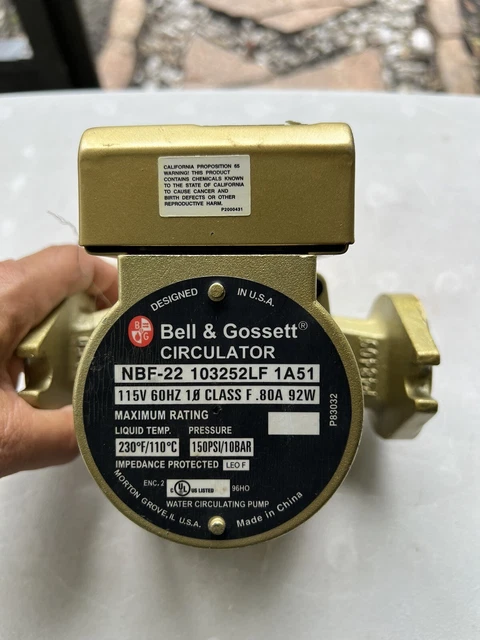 CALIFORNIA PROPOSITION 65
WARNING! THIS PRODUCT
CONTAINS CHEMICALS KNOWN
TO THE STATE OF CALIFORNIA
TO CAUSE CANCER AND
BIRTH DEFECTS OR OTHER
REPRODUCTIVE HARM.
P2000431
DESIGNED IN U.S.A.
B G
Bell & Gossett®
CIRCULATOR
NBF-22 103252LF 1A51
115V 60HZ 1Ø CLASS F .80A 92W
MAXIMUM RATING
LIQUID TEMP. PRESSURE
230°F/110°C 150PSI/10BAR
IMPEDANCE PROTECTED LEO F
ENC. 2 C UL US LISTED 96HO
WATER CIRCULATING PUMP
MORTON GROVE, IL U.S.A. Made in China
P83032